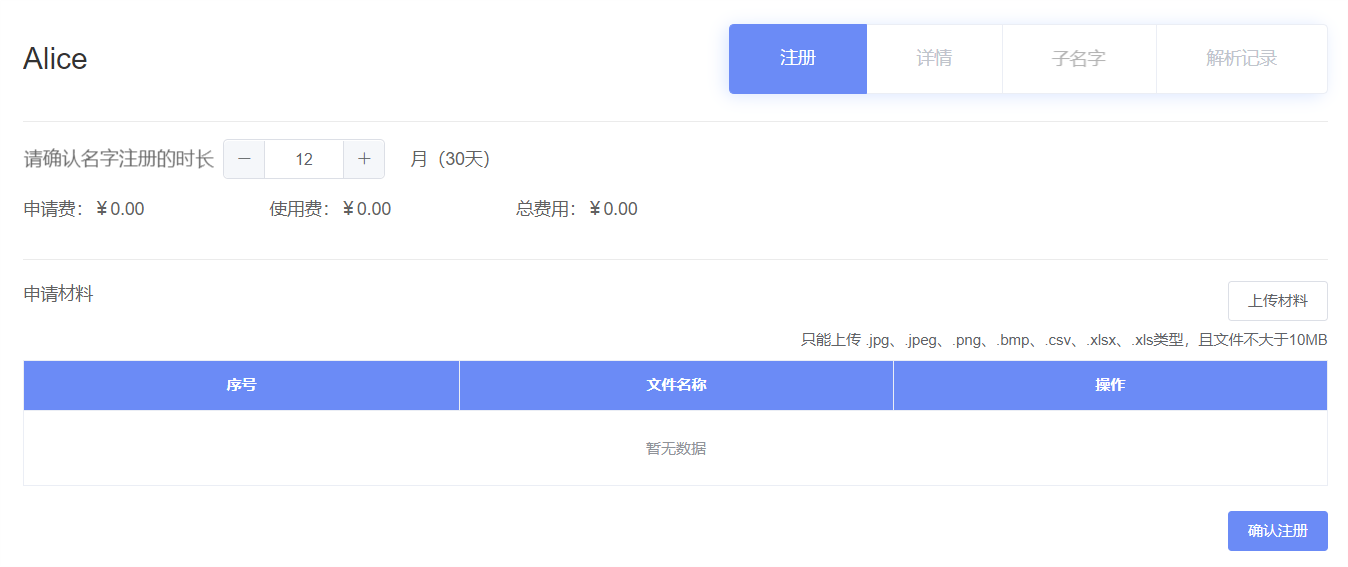 Alice
注册 详情 子名字 解析记录
请确认名字注册的时长 − 12 + 月（30天）
申请费：￥0.00 使用费：￥0.00 总费用：￥0.00
申请材料
上传材料
只能上传 .jpg、.jpeg、.png、.bmp、.csv、.xlsx、.xls类型，且文件不大于10MB
序号 文件名称 操作
暂无数据
确认注册